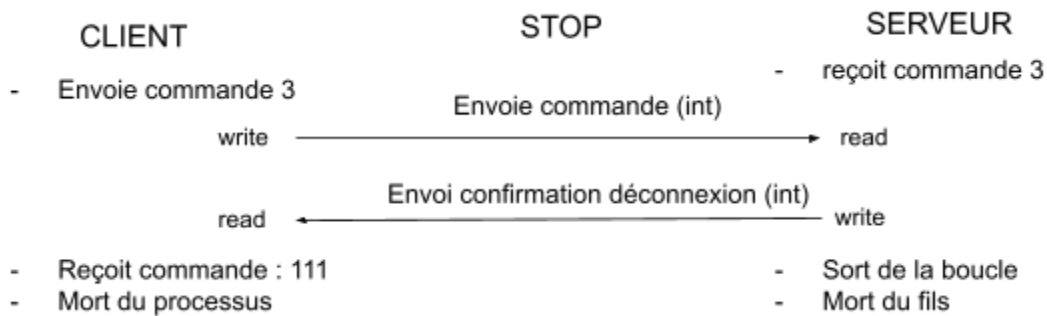 CLIENT
STOP
SERVEUR
- Envoie commande 3
- reçoit commande 3
Envoie commande (int)
write
read
Envoi confirmation déconnexion (int)
read
write
- Reçoit commande : 111
- Mort du processus
- Sort de la boucle
- Mort du fils